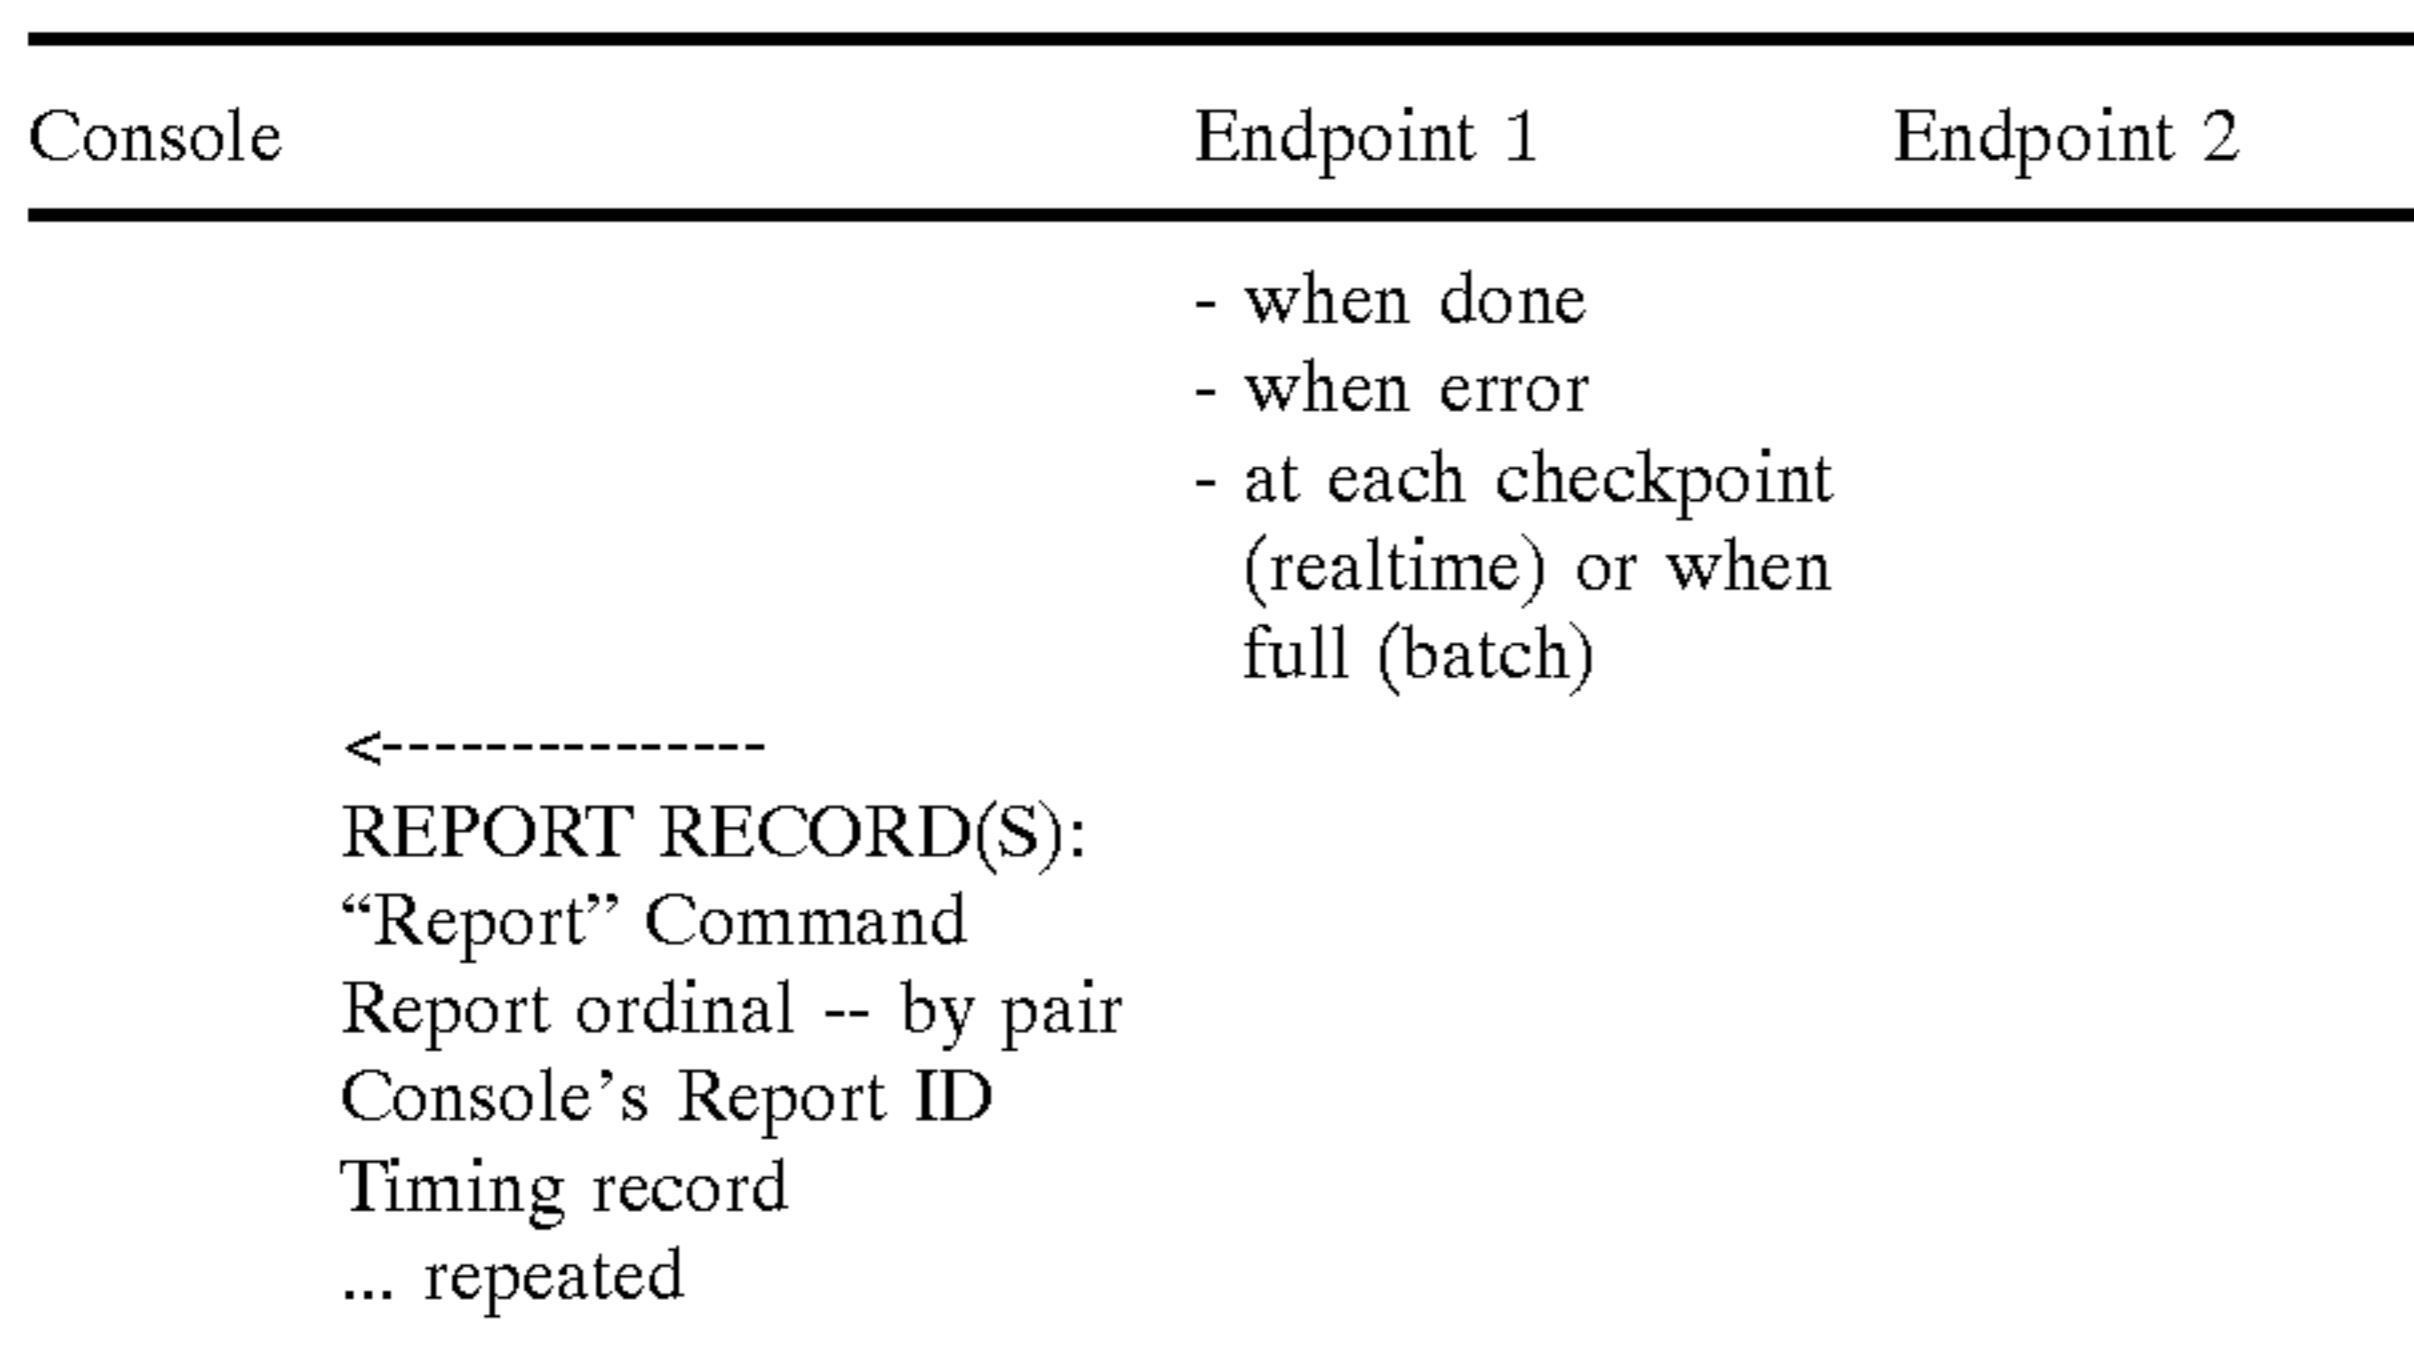 Console Endpoint 1 Endpoint 2
- when done
- when error
- at each checkpoint
(realtime) or when
full (batch)
<---------------
REPORT RECORD(S):
“Report” Command
Report ordinal -- by pair
Console’s Report ID
Timing record
... repeated